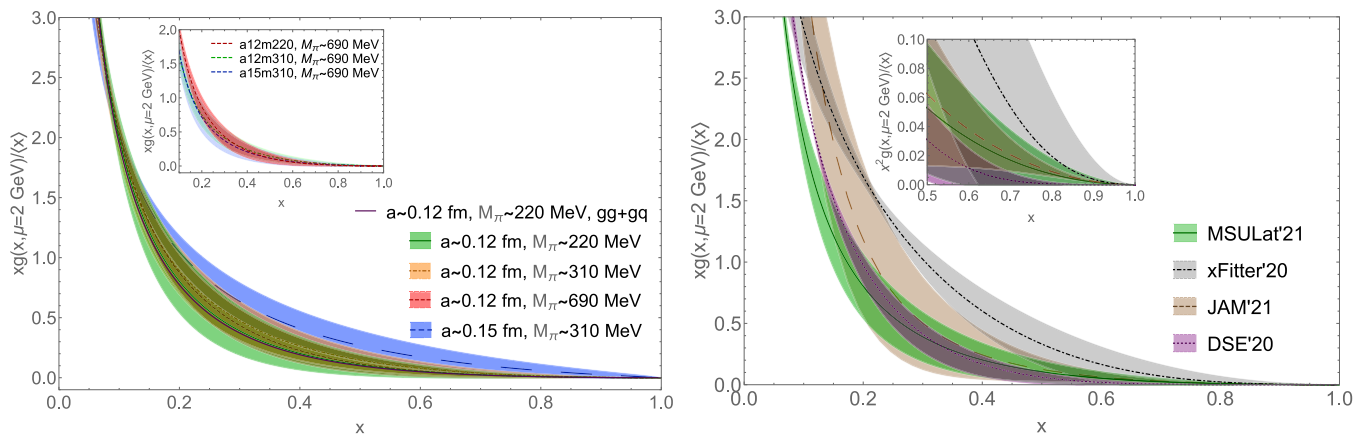 xg(x,μ=2 GeV)/⟨x⟩
3.0
2.5
2.0
1.5
1.0
0.5
0.0
0.0 0.2 0.4 0.6 0.8 1.0
x
xg(x,μ=2 GeV)/⟨x⟩
2.0
1.5
1.0
0.5
0.0
0.2 0.4 0.6 0.8 1.0
x
a12m220, Mπ~690 MeV
a12m310, Mπ~690 MeV
a15m310, Mπ~690 MeV
a~0.12 fm, Mπ~220 MeV, gg+gq
a~0.12 fm, Mπ~220 MeV
a~0.12 fm, Mπ~310 MeV
a~0.12 fm, Mπ~690 MeV
a~0.15 fm, Mπ~310 MeV
xg(x,μ=2 GeV)/⟨x⟩
3.0
2.5
2.0
1.5
1.0
0.5
0.0
0.0 0.2 0.4 0.6 0.8 1.0
x
x²g(x,μ=2 GeV)/⟨x⟩
0.10
0.08
0.06
0.04
0.02
0.00
0.5 0.6 0.7 0.8 0.9 1.0
x
MSULat'21
xFitter'20
JAM'21
DSE'20